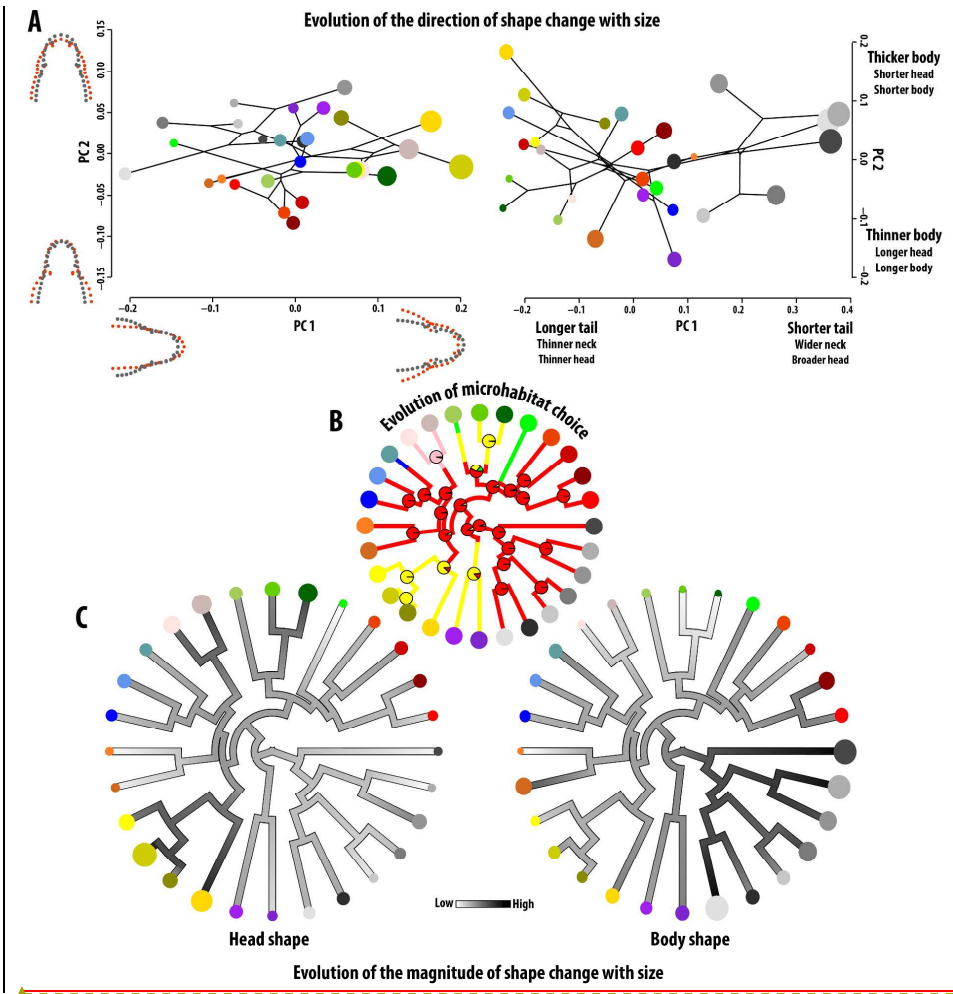 A
Evolution of the direction of shape change with size
0.15
0.10
0.05
0.00
−0.05
−0.10
−0.15
PC2
−0.2
−0.1
0.0
0.1
0.2
PC 1
0.2
0.1
0.0
−0.1
−0.2
PC2
Thicker body
Shorter head
Shorter body
Thinner body
Longer head
Longer body
−0.2
−0.1
0.0
0.1
0.2
0.3
0.4
PC 1
Longer tail
Thinner neck
Thinner head
Shorter tail
Wider neck
Broader head
B
Evolution of microhabitat choice
C
Low
High
Head shape
Body shape
Evolution of the magnitude of shape change with size